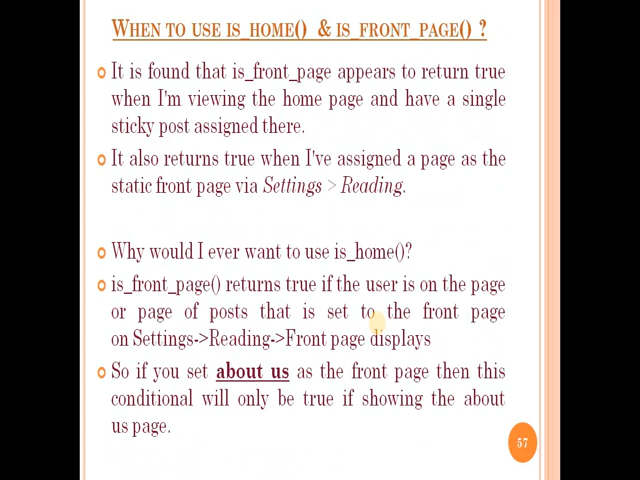 WHEN TO USE IS_HOME() & IS_FRONT_PAGE() ?
It is found that is_front_page appears to return true
when I'm viewing the home page and have a single
sticky post assigned there.
It also returns true when I've assigned a page as the
static front page via Settings > Reading.
Why would I ever want to use is_home()?
is_front_page() returns true if the user is on the page
or page of posts that is set to the front page
on Settings->Reading->Front page displays
So if you set about us as the front page then this
conditional will only be true if showing the about
us page.
57